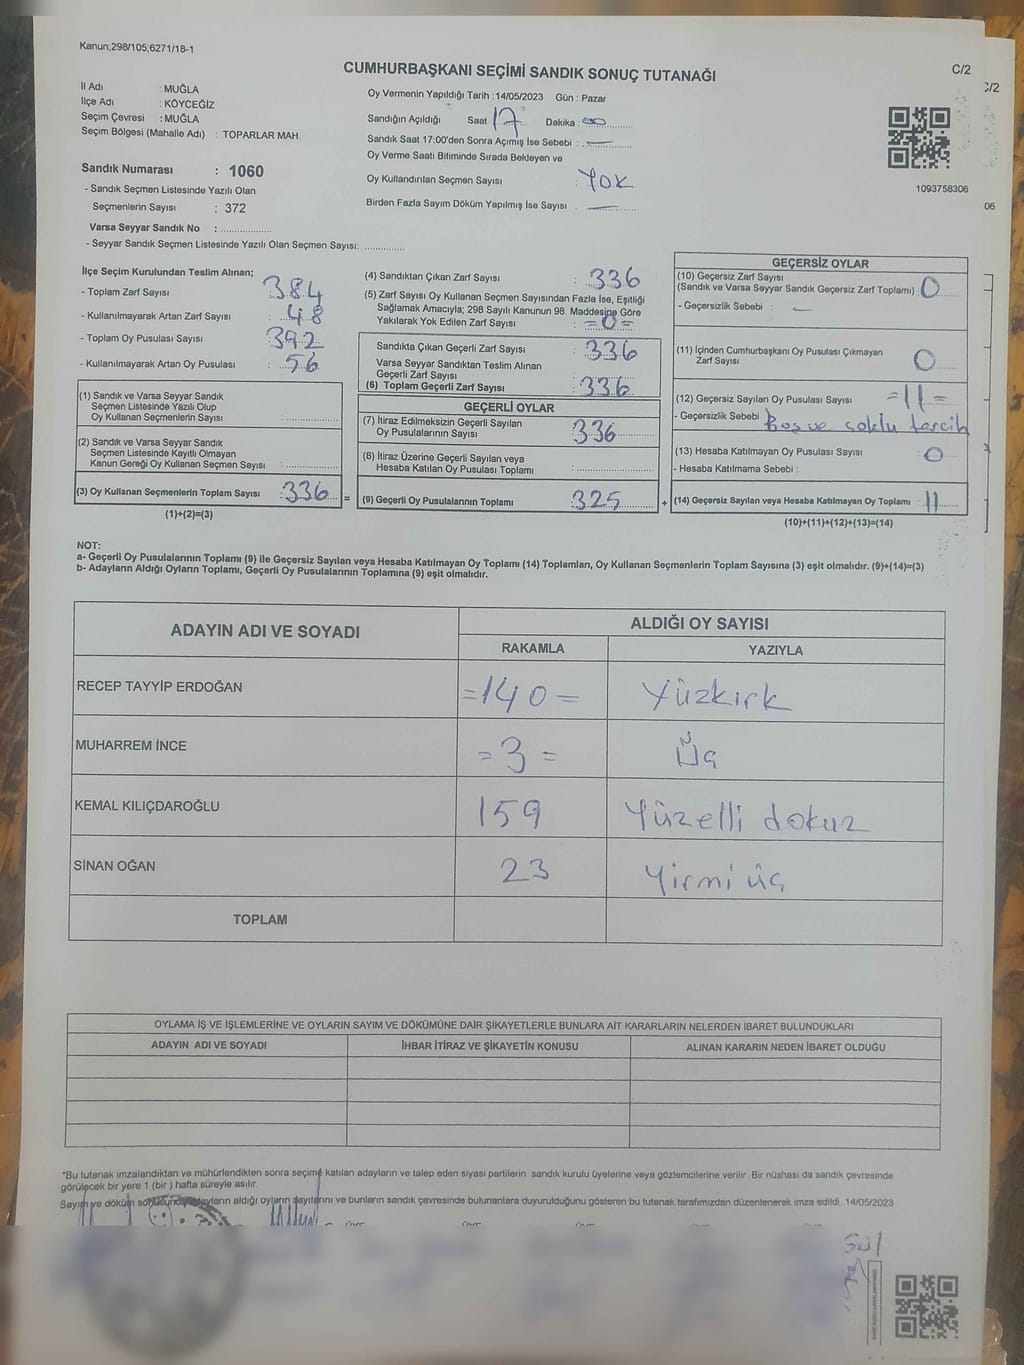 Kanun;298/105;6271/18-1
C/2
C/2
CUMHURBAŞKANI SEÇİMİ SANDIK SONUÇ TUTANAĞI
İl Adı : MUĞLA
İlçe Adı : KÖYCEĞİZ
Seçim Çevresi : MUĞLA
Seçim Bölgesi (Mahalle Adı) : TOPARLAR MAH.
Oy Vermenin Yapıldığı Tarih : 14/05/2023 Gün : Pazar
Sandığın Açıldığı Saat 17 Dakika : 00
Sandık Saat 17:00'den Sonra Açımış İse Sebebi : —
Oy Verme Saati Bitiminde Sırada Bekleyen ve
Oy Kullandırılan Seçmen Sayısı : YOK
Birden Fazla Sayım Döküm Yapılmış İse Sayısı : —
1093758306
06
Sandık Numarası : 1060
- Sandık Seçmen Listesinde Yazılı Olan
Seçmenlerin Sayısı : 372
Varsa Seyyar Sandık No :
- Seyyar Sandık Seçmen Listesinde Yazılı Olan Seçmen Sayısı:
İlçe Seçim Kurulundan Teslim Alınan;
- Toplam Zarf Sayısı : 384
- Kullanılmayarak Artan Zarf Sayısı : 48
- Toplam Oy Pusulası Sayısı : 392
- Kullanılmayarak Artan Oy Pusulası : 56
(1) Sandık ve Varsa Seyyar Sandık
Seçmen Listesinde Yazılı Olup
Oy Kullanan Seçmenlerin Sayısı :
(2) Sandık ve Varsa Seyyar Sandık
Seçmen Listesinde Kayıtlı Olmayan
Kanun Gereği Oy Kullanan Seçmen Sayısı :
(3) Oy Kullanan Seçmenlerin Toplam Sayısı : 336 =
(1)+(2)=(3)
(4) Sandıktan Çıkan Zarf Sayısı : 336
(5) Zarf Sayısı Oy Kullanan Seçmen Sayısından Fazla İse, Eşitliği
Sağlamak Amacıyla; 298 Sayılı Kanunun 98. Maddesine Göre
Yakılarak Yok Edilen Zarf Sayısı : =0=
Sandıkta Çıkan Geçerli Zarf Sayısı : 336
Varsa Seyyar Sandıktan Teslim Alınan
Geçerli Zarf Sayısı
(6) Toplam Geçerli Zarf Sayısı : 336
GEÇERLİ OYLAR
(7) İtiraz Edilmeksizin Geçerli Sayılan
Oy Pusulalarının Sayısı : 336
(8) İtiraz Üzerine Geçerli Sayılan veya
Hesaba Katılan Oy Pusulası Toplamı :
(9) Geçerli Oy Pusulalarının Toplamı : 325 +
GEÇERSİZ OYLAR
(10) Geçersiz Zarf Sayısı
(Sandık ve Varsa Seyyar Sandık Geçersiz Zarf Toplamı) : 0
- Geçersizlik Sebebi : —
(11) İçinden Cumhurbaşkanı Oy Pusulası Çıkmayan
Zarf Sayısı : 0
(12) Geçersiz Sayılan Oy Pusulası Sayısı =11=
- Geçersizlik Sebebi Boş ve çoklu tercih
(13) Hesaba Katılmayan Oy Pusulası Sayısı : 0
- Hesaba Katılmama Sebebi :
(14) Geçersiz Sayılan veya Hesaba Katılmayan Oy Toplamı : 11
(10)+(11)+(12)+(13)=(14)
NOT:
a- Geçerli Oy Pusulalarının Toplamı (9) ile Geçersiz Sayılan veya Hesaba Katılmayan Oy Toplamı (14) Toplamları, Oy Kullanan Seçmenlerin Toplam Sayısına (3) eşit olmalıdır. (9)+(14)=(3)
b- Adayların Aldığı Oyların Toplamı, Geçerli Oy Pusulalarının Toplamına (9) eşit olmalıdır.
ADAYIN ADI VE SOYADI
ALDIĞI OY SAYISI
RAKAMLA YAZIYLA
RECEP TAYYİP ERDOĞAN =140= Yüzkırk
MUHARREM İNCE =3= Üç
KEMAL KILIÇDAROĞLU 159 Yüzelli dokuz
SİNAN OĞAN 23 Yirmi üç
TOPLAM
OYLAMA İŞ VE İŞLEMLERİNE VE OYLARIN SAYIM VE DÖKÜMÜNE DAİR ŞİKAYETLERLE BUNLARA AİT KARARLARIN NELERDEN İBARET BULUNDUKLARI
ADAYIN ADI VE SOYADI İHBAR İTİRAZ VE ŞİKAYETİN KONUSU ALINAN KARARIN NEDEN İBARET OLDUĞU
*Bu tutanak imzalandıktan ve mühürlendikten sonra seçime katılan adayların ve talep eden siyasi partilerin sandık kurulu üyelerine veya gözlemcilerine verilir. Bir nüshası da sandık çevresinde
görülecek bir yere 1 (bir ) hafta süreyle asılır.
Sayım ve döküm sonucunda adayların aldığı oyların sayılarını ve bunların sandık çevresinde bulunanlara duyurulduğunu gösteren bu tutanak tarafımızdan düzenlenerek imza edildi. 14/05/2023